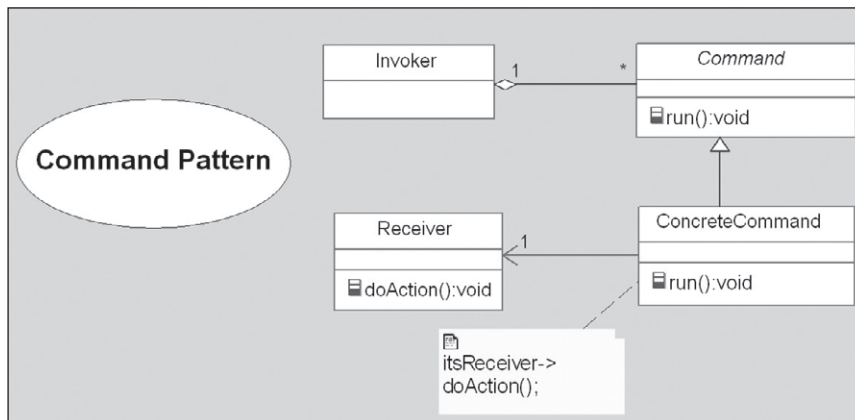 Command Pattern
Invoker
1
*
Command
run():void
Receiver
doAction():void
1
ConcreteCommand
run():void
itsReceiver->
doAction();